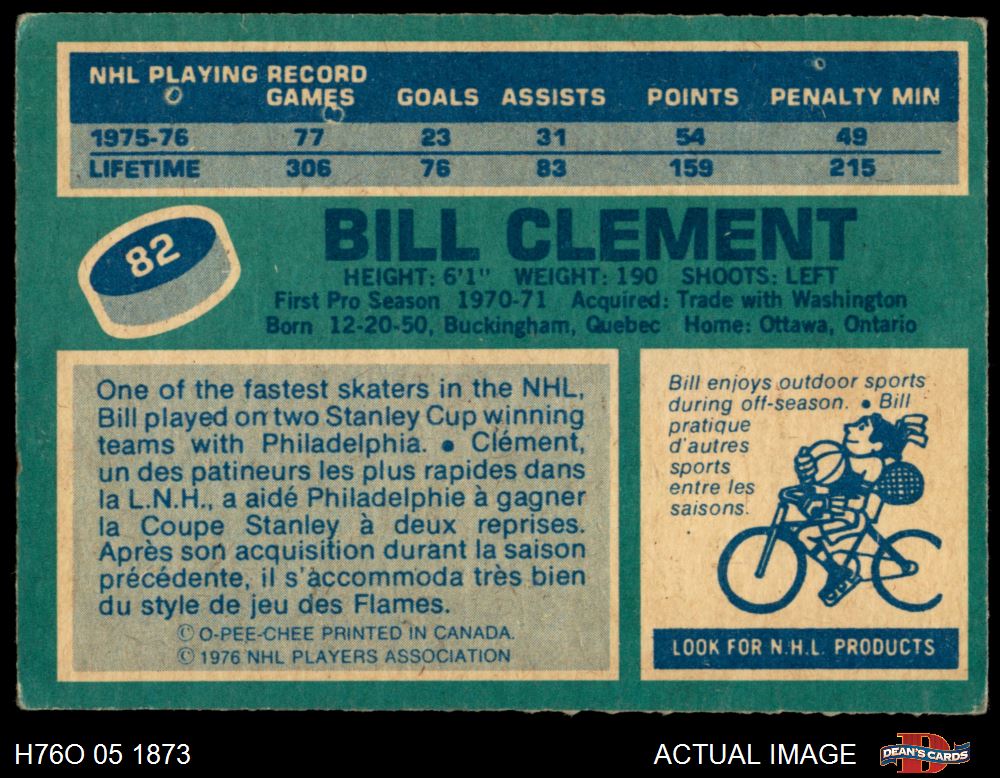 NHL PLAYING RECORD
GAMES GOALS ASSISTS POINTS PENALTY MIN
1975-76 77 23 31 54 49
LIFETIME 306 76 83 159 215
82
BILL CLEMENT
HEIGHT: 6'1" WEIGHT: 190 SHOOTS: LEFT
First Pro Season 1970-71 Acquired: Trade with Washington
Born 12-20-50, Buckingham, Quebec Home: Ottawa, Ontario
One of the fastest skaters in the NHL,
Bill played on two Stanley Cup winning
teams with Philadelphia. • Clément,
un des patineurs les plus rapides dans
la L.N.H., a aidé Philadelphie à gagner
la Coupe Stanley à deux reprises.
Après son acquisition durant la saison
précédente, il s'accommoda très bien
du style de jeu des Flames.
© O-PEE-CHEE PRINTED IN CANADA.
© 1976 NHL PLAYERS ASSOCIATION
Bill enjoys outdoor sports
during off-season. • Bill
pratique
d'autres
sports
entre les
saisons.
LOOK FOR N.H.L. PRODUCTS
H76O 05 1873
ACTUAL IMAGE
DEAN'S CARDS